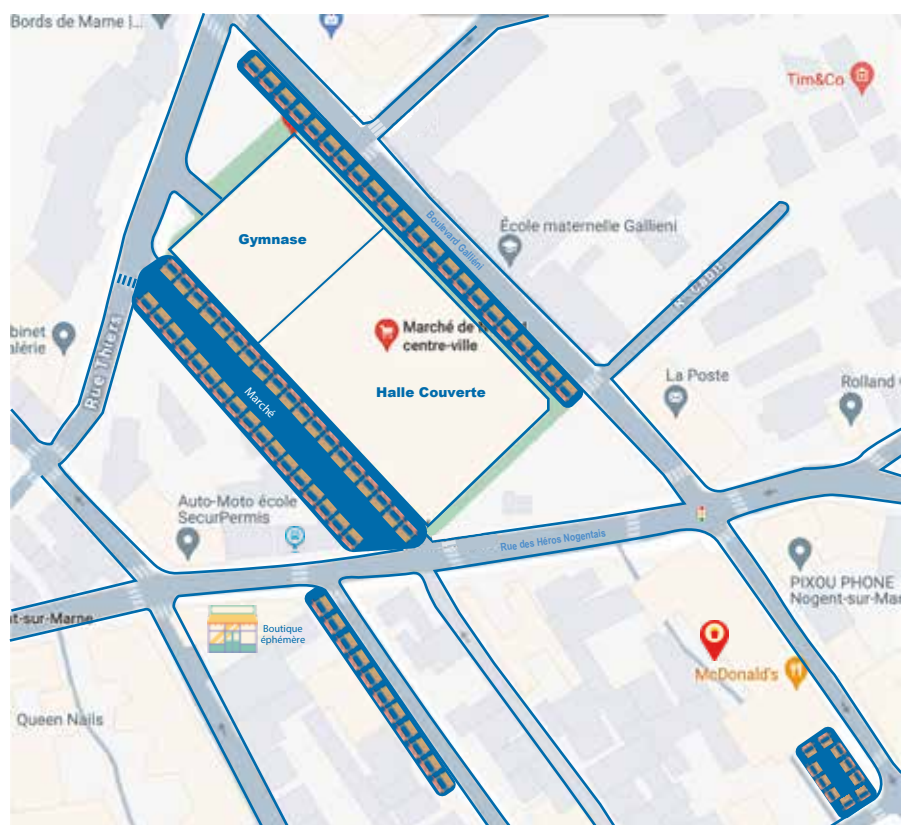 Bords de Marne |...
Tim&Co
Boulevard Galliéni
École maternelle Gallieni
Gymnase
Marché de
centre-ville
Halle Couverte
La Poste
Rolland
Rue Thiers
binet
alérie
Marché
Auto-Moto école
SecurPermis
Rue des Héros Nogentais
PIXOU PHONE
Nogent-sur-Mar
nt-sur-Marne
Boutique
éphémère
McDonald's
Queen Nails